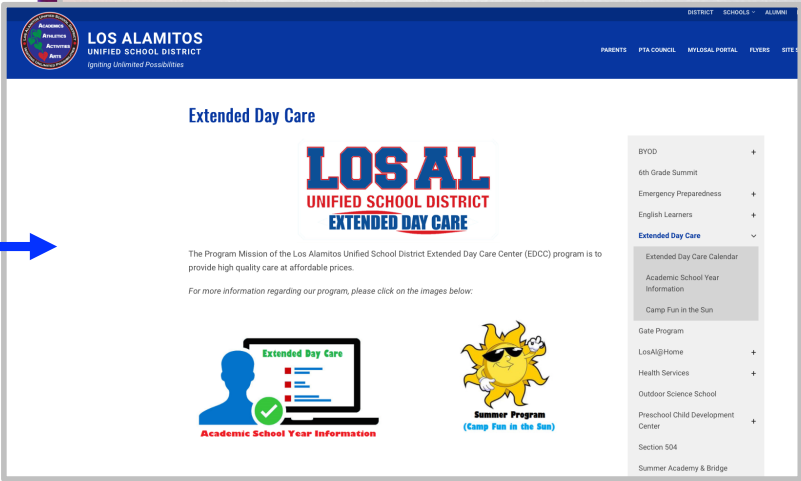 DISTRICT SCHOOLS ALUMNI
ACADEMICS
ATHLETICS
ACTIVITIES
ARTS
LOS ALAMITOS
UNIFIED SCHOOL DISTRICT
Igniting Unlimited Possibilities
PARENTS PTA COUNCIL MYLOSAL PORTAL FLYERS SITE
Extended Day Care
LOS AL
UNIFIED SCHOOL DISTRICT
EXTENDED DAY CARE
The Program Mission of the Los Alamitos Unified School District Extended Day Care Center (EDCC) program is to
provide high quality care at affordable prices.
For more information regarding our program, please click on the images below:
Extended Day Care
Academic School Year Information
Summer Program
(Camp Fun in the Sun)
BYOD +
6th Grade Summit
Emergency Preparedness +
English Learners +
Extended Day Care
Extended Day Care Calendar
Academic School Year
Information
Camp Fun in the Sun
Gate Program
LosAl@Home +
Health Services +
Outdoor Science School
Preschool Child Development
Center +
Section 504
Summer Academy & Bridge